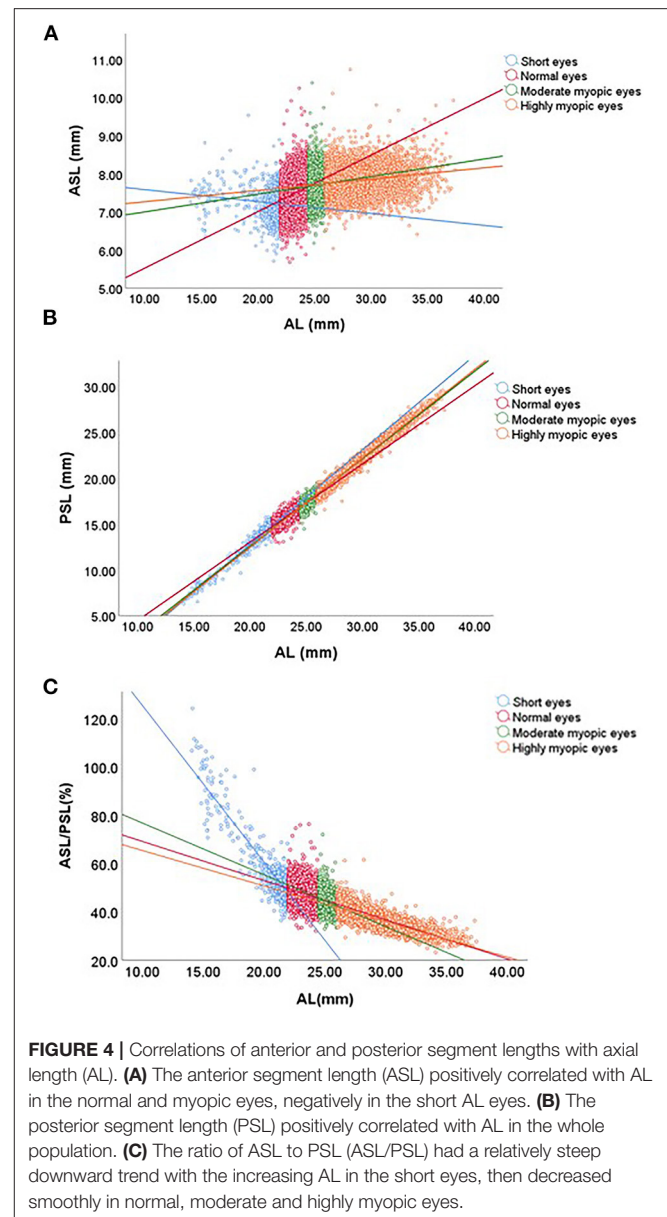 A
11.00
10.00
9.00
8.00
7.00
6.00
5.00
ASL (mm)
10.00 15.00 20.00 25.00 30.00 35.00 40.00
AL (mm)
Short eyes
Normal eyes
Moderate myopic eyes
Highly myopic eyes
B
30.00
25.00
20.00
15.00
10.00
5.00
PSL (mm)
10.00 20.00 25.00 30.00 35.00 40.00
AL (mm)
Short eyes
Normal eyes
Moderate myopic eyes
Highly myopic eyes
C
120.0
100.0
80.0
60.0
40.0
20.0
ASL/PSL(%)
10.00 15.00 20.00 25.00 30.00 35.00 40.00
AL(mm)
Short eyes
Normal eyes
Moderate myopic eyes
Highly myopic eyes
FIGURE 4 | Correlations of anterior and posterior segment lengths with axial
length (AL). (A) The anterior segment length (ASL) positively correlated with AL
in the normal and myopic eyes, negatively in the short AL eyes. (B) The
posterior segment length (PSL) positively correlated with AL in the whole
population. (C) The ratio of ASL to PSL (ASL/PSL) had a relatively steep
downward trend with the increasing AL in the short eyes, then decreased
smoothly in normal, moderate and highly myopic eyes.